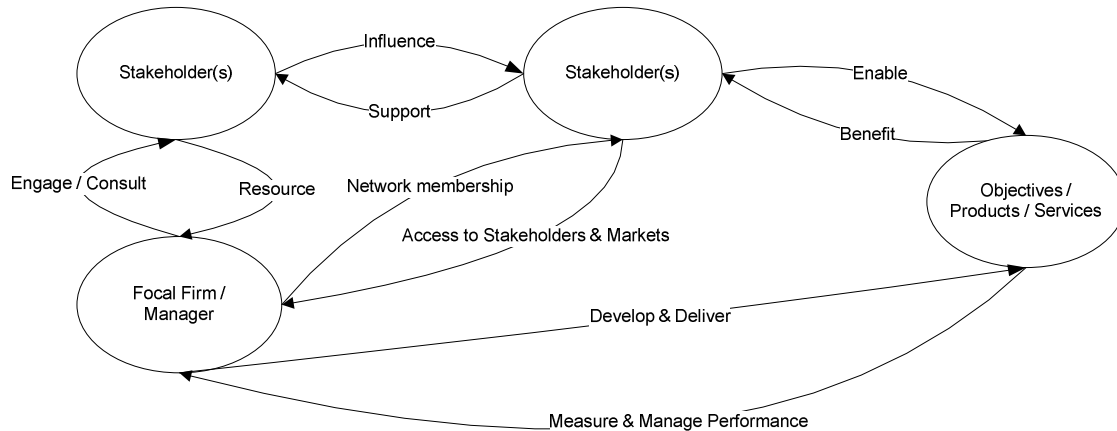 Influence
Stakeholder(s)
Stakeholder(s)
Enable
Support
Benefit
Engage / Consult
Resource
Network membership
Objectives /
Products / Services
Access to Stakeholders & Markets
Focal Firm /
Manager
Develop & Deliver
Measure & Manage Performance